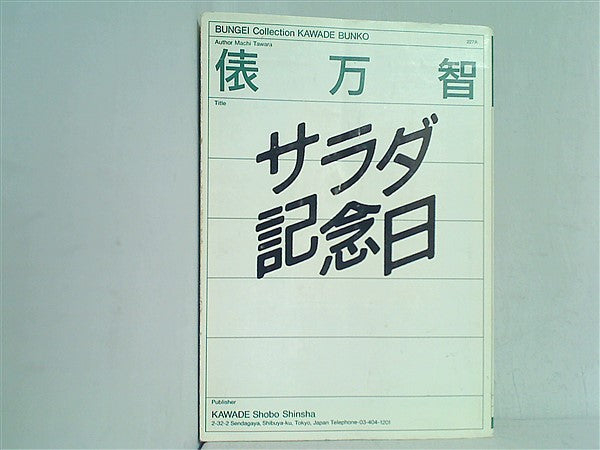 BUNGEI Collection KAWADE BUNKO
Author Machi Tawara 227A
俵万智
Title
サラダ
記念日
Publisher
KAWADE Shobo Shinsha
2-32-2 Sendagaya, Shibuya-ku, Tokyo, Japan Telephone-03-404-1201